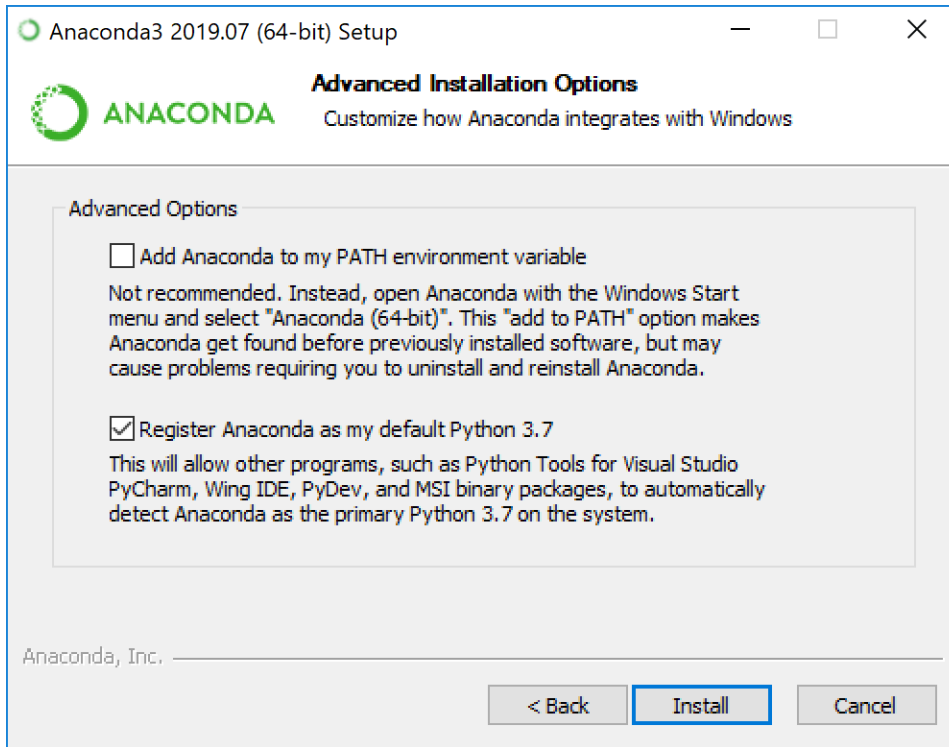 Anaconda3 2019.07 (64-bit) Setup
ANACONDA
Advanced Installation Options
Customize how Anaconda integrates with Windows
Advanced Options
Add Anaconda to my PATH environment variable
Not recommended. Instead, open Anaconda with the Windows Start
menu and select "Anaconda (64-bit)". This "add to PATH" option makes
Anaconda get found before previously installed software, but may
cause problems requiring you to uninstall and reinstall Anaconda.
Register Anaconda as my default Python 3.7
This will allow other programs, such as Python Tools for Visual Studio
PyCharm, Wing IDE, PyDev, and MSI binary packages, to automatically
detect Anaconda as the primary Python 3.7 on the system.
Anaconda, Inc.
< Back
Install
Cancel